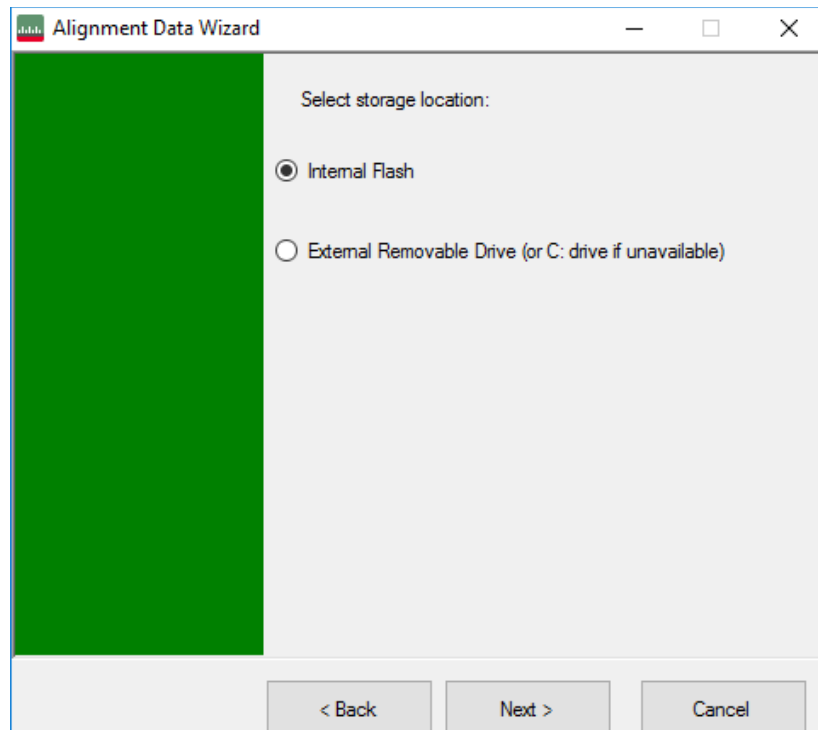 Alignment Data Wizard
Select storage location:
Internal Flash
External Removable Drive (or C: drive if unavailable)
< Back Next > Cancel